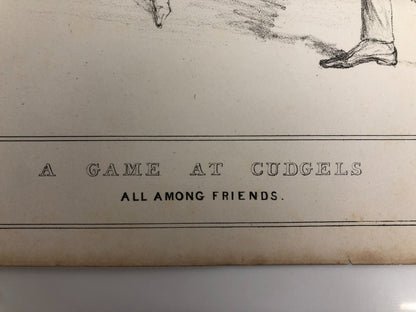 A GAME AT CUDGELS
ALL AMONG FRIENDS.